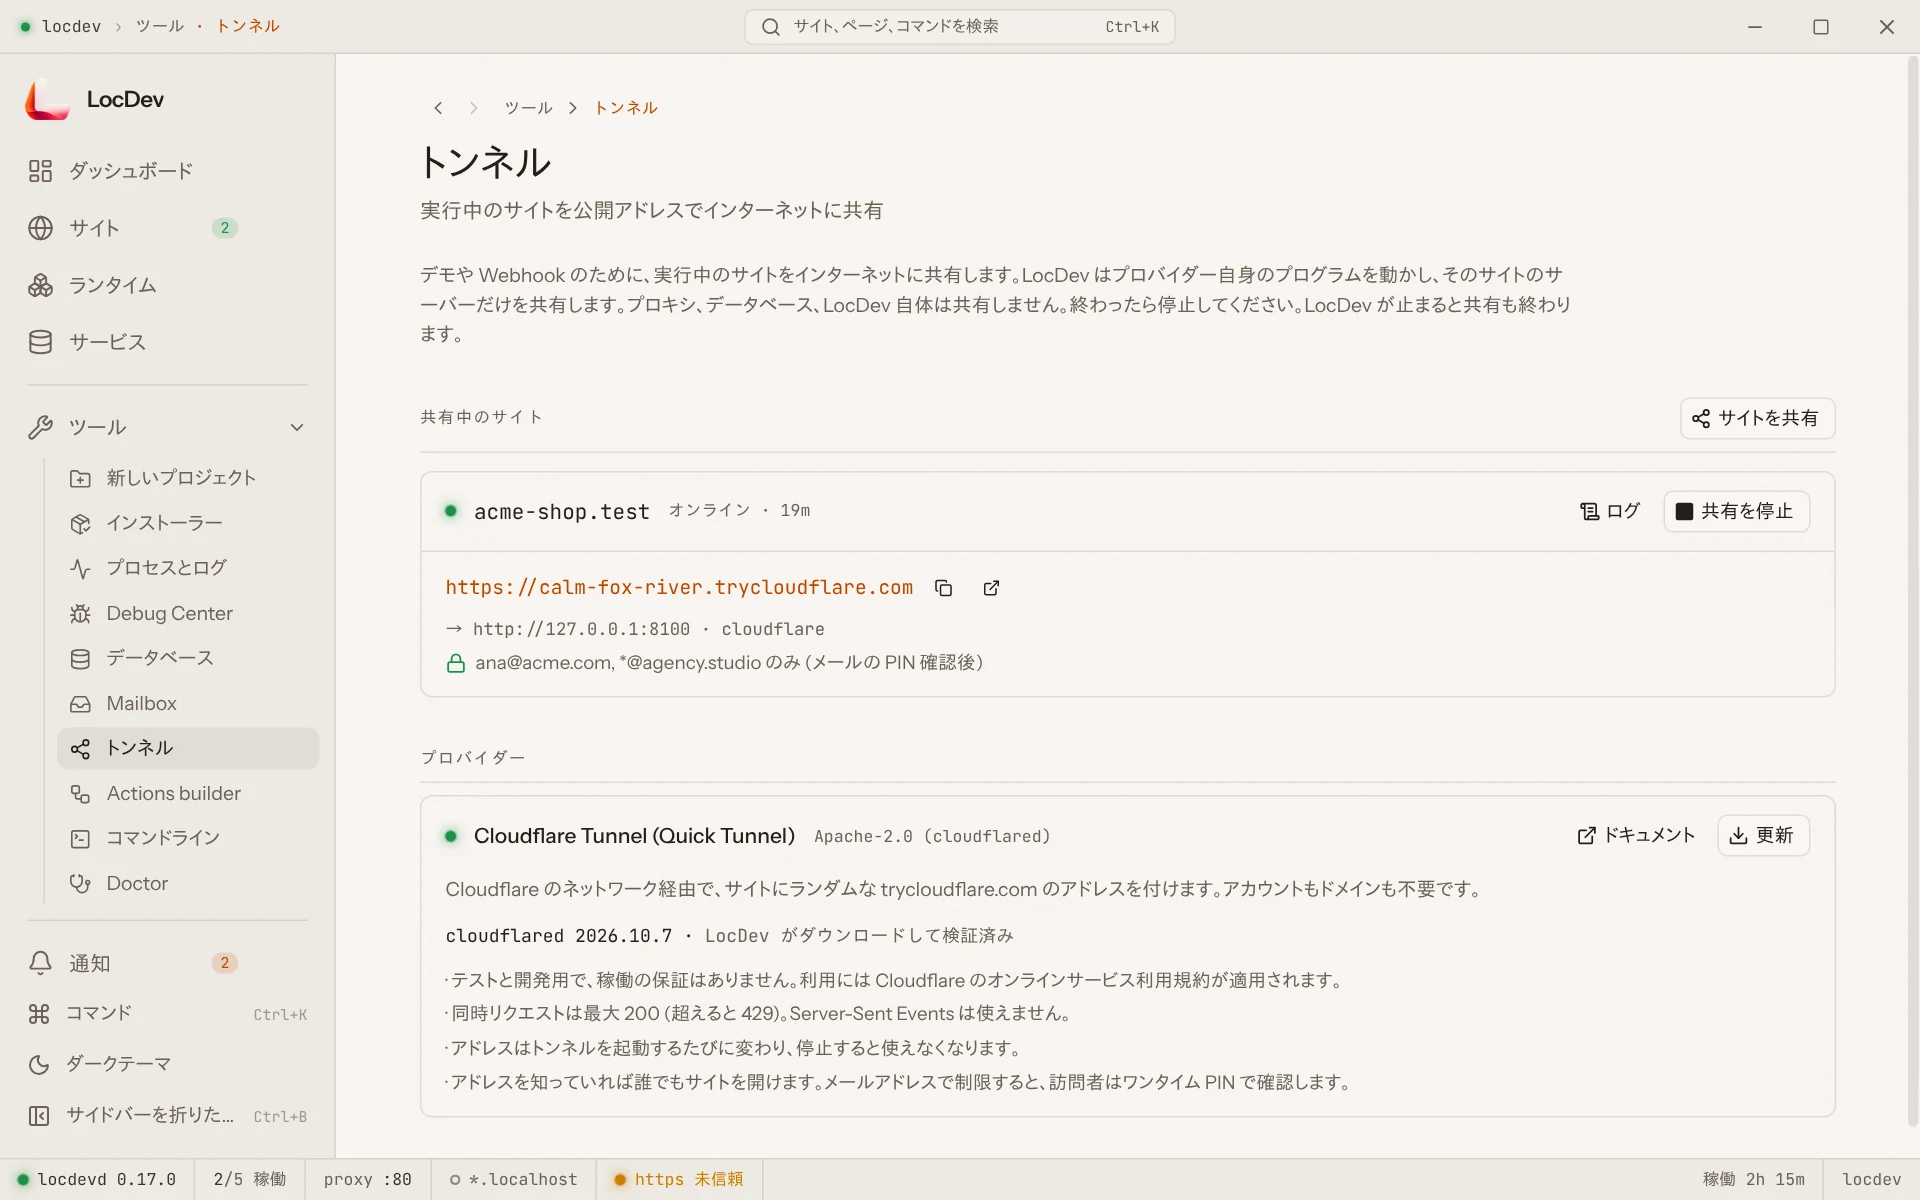 locdev › ツール · トンネル
サイト、ページ、コマンドを検索 Ctrl+K
LocDev
ダッシュボード
サイト 2
ランタイム
サービス
ツール
新しいプロジェクト
インストーラー
プロセスとログ
Debug Center
データベース
Mailbox
トンネル
Actions builder
コマンドライン
Doctor
通知 2
コマンド Ctrl+K
ダークテーマ
サイドバーを折りた... Ctrl+B
ツール > トンネル
トンネル
実行中のサイトを公開アドレスでインターネットに共有
デモや Webhook のために、実行中のサイトをインターネットに共有します。LocDev はプロバイダー自身のプログラムを動かし、そのサイトのサ
ーバーだけを共有します。プロキシ、データベース、LocDev 自体は共有しません。終わったら停止してください。LocDev が止まると共有も終わり
ます。
共有中のサイト
サイトを共有
acme-shop.test オンライン · 19m
ログ
共有を停止
https://calm-fox-river.trycloudflare.com
→ http://127.0.0.1:8100 · cloudflare
ana@acme.com, *@agency.studio のみ (メールの PIN 確認後)
プロバイダー
Cloudflare Tunnel (Quick Tunnel) Apache-2.0 (cloudflared)
ドキュメント
更新
Cloudflare のネットワーク経由で、サイトにランダムな trycloudflare.com のアドレスを付けます。アカウントもドメインも不要です。
cloudflared 2026.10.7 · LocDev がダウンロードして検証済み
· テストと開発用で、稼働の保証はありません。利用には Cloudflare のオンラインサービス利用規約が適用されます。
· 同時リクエストは最大 200 (超えると 429)。Server-Sent Events は使えません。
· アドレスはトンネルを起動するたびに変わり、停止すると使えなくなります。
· アドレスを知っていれば誰でもサイトを開けます。メールアドレスで制限すると、訪問者はワンタイム PIN で確認します。
locdevd 0.17.0
2/5 稼働
proxy :80
*.localhost
https 未信頼
稼働 2h 15m
locdev